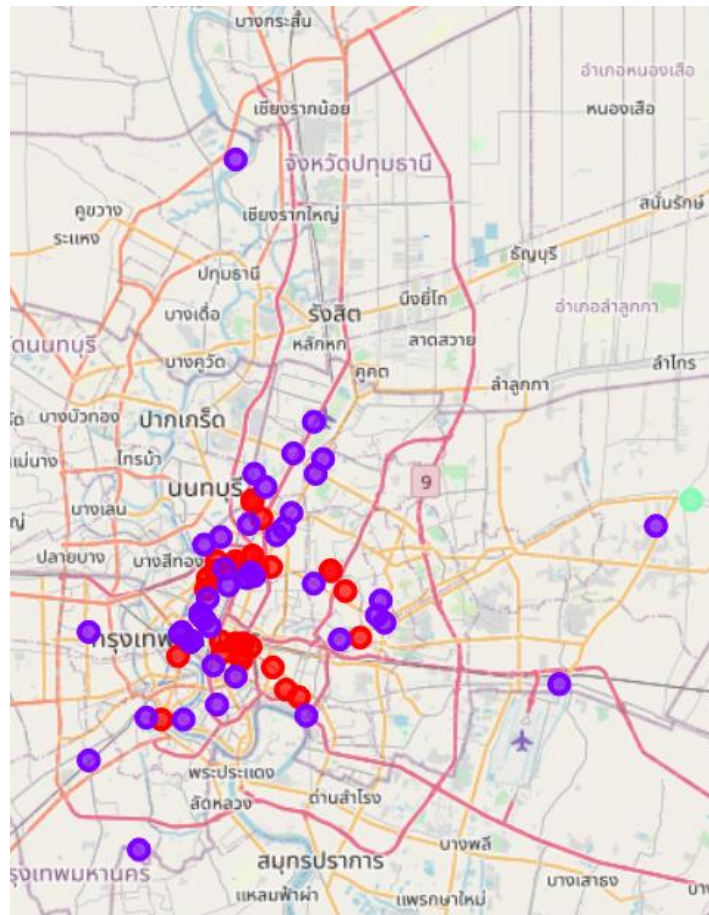 บางกระสั้น
อำเภอหนองเสือ
เชียงรากน้อย
หนองเสือ
จังหวัดปทุมธานี
คูขวาง
เชียงรากใหญ่
สนั่นรักษ์
ระแหง
ธัญบุรี
ปทุมธานี
บึงยี่โถ
อำเภอลำลูกกา
บางเดื่อ
รังสิต
ดนนทบุรี
หลักหก
ลาดสวาย
บางคูวัด
คูคต
ลำไทร
ลำลูกกา
บางบัวทอง
ปากเกร็ด
แม่นาง
ไทรม้า
นนทบุรี
9
บางเลน
ปลายบาง
บางสีทอง
พระประแดง
ลัดหลวง
ด่านสำโรง
บางพลี
สมุทรปราการ
รุงเทพมหานคร
บางเสาธง
แหลมฟ้าผ่า
แพรกษาใหม่